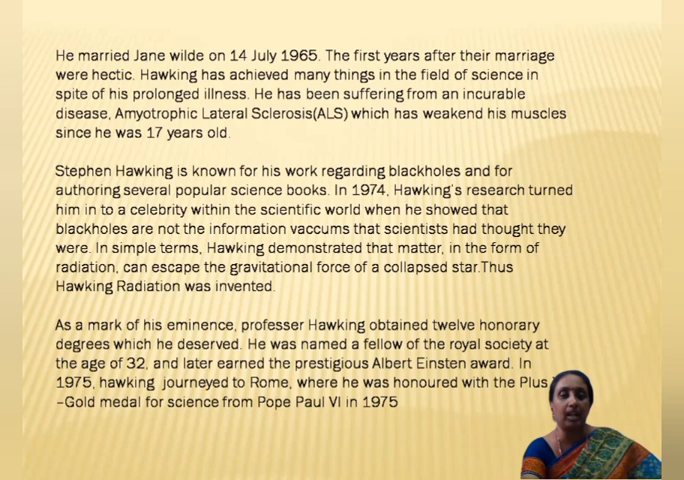 He married Jane wilde on 14 July 1965. The first years after their marriage
were hectic. Hawking has achieved many things in the field of science in
spite of his prolonged illness. He has been suffering from an incurable
disease, Amyotrophic Lateral Sclerosis(ALS) which has weakend his muscles
since he was 17 years old.
Stephen Hawking is known for his work regarding blackholes and for
authoring several popular science books. In 1974, Hawking's research turned
him in to a celebrity within the scientific world when he showed that
blackholes are not the information vaccums that scientists had thought they
were. In simple terms, Hawking demonstrated that matter, in the form of
radiation, can escape the gravitational force of a collapsed star.Thus
Hawking Radiation was invented.
As a mark of his eminence, professer Hawking obtained twelve honorary
degrees which he deserved. He was named a fellow of the royal society at
the age of 32, and later earned the prestigious Albert Einsten award. In
1975, hawking journeyed to Rome, where he was honoured with the Plus
–Gold medal for science from Pope Paul VI in 1975